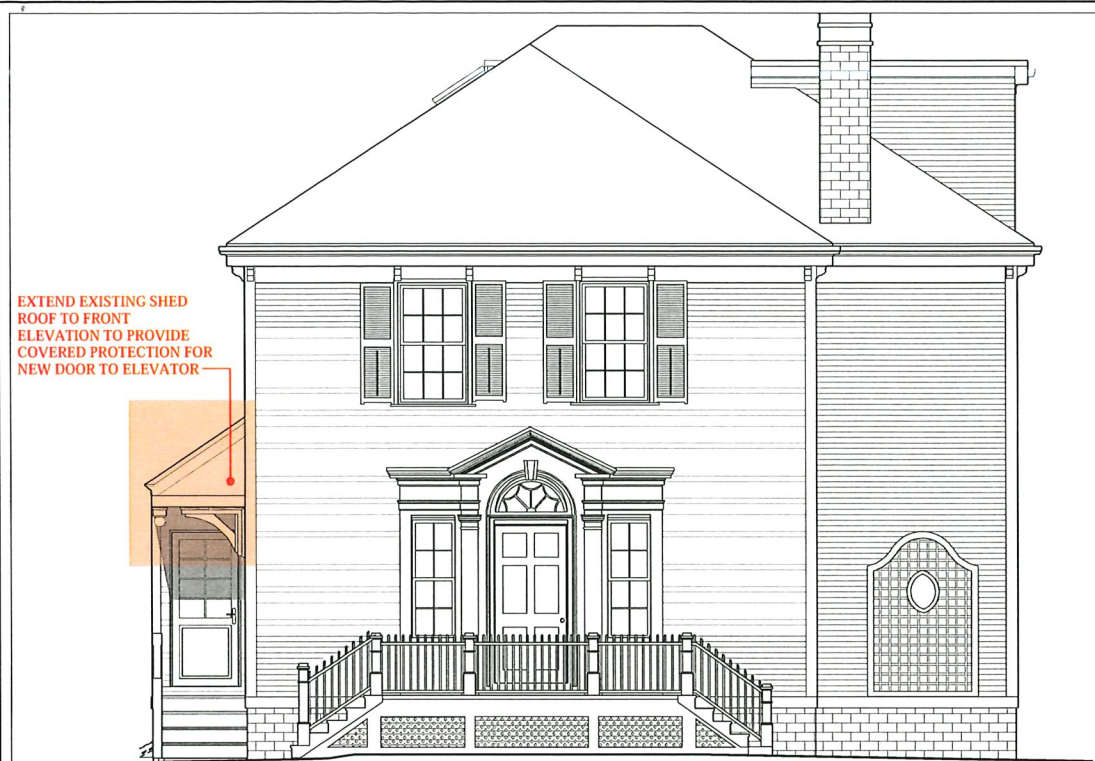 EXTEND EXISTING SHED
ROOF TO FRONT
ELEVATION TO PROVIDE
COVERED PROTECTION FOR
NEW DOOR TO ELEVATOR